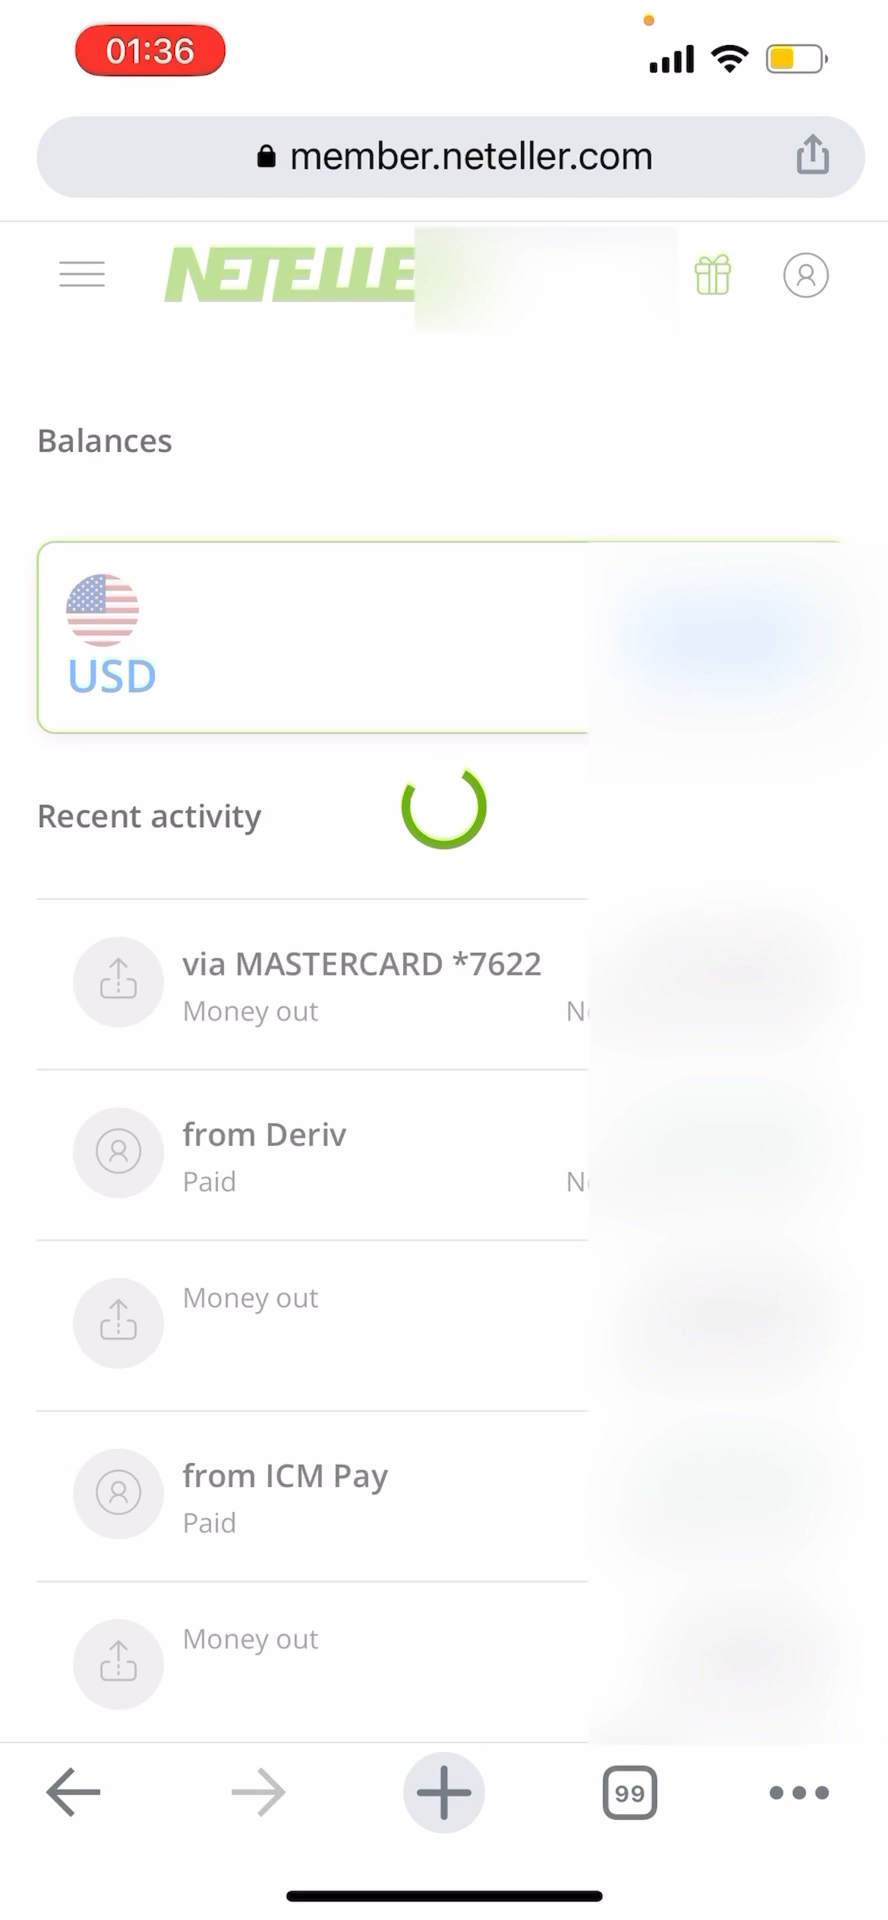 01:36
member.neteller.com
NETELLE
Balances
USD
Recent activity
via MASTERCARD *7622
Money out
from Deriv
Paid
Money out
from ICM Pay
Paid
Money out
99